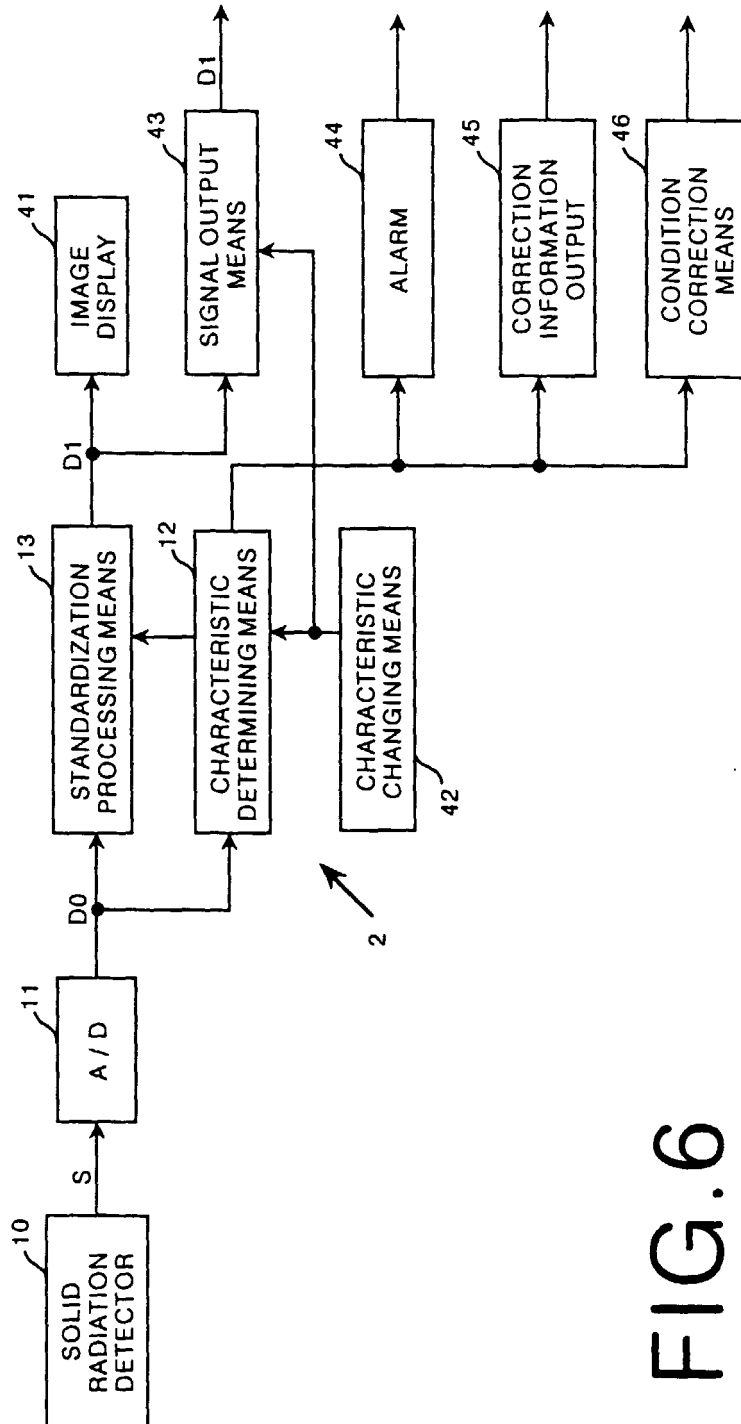 10
SOLID
RADIATION
DETECTOR
S
11
A / D
D0
13
STANDARDIZATION
PROCESSING MEANS
12
CHARACTERISTIC
DETERMINING MEANS
CHARACTERISTIC
CHANGING MEANS
42
2
D1
41
IMAGE
DISPLAY
43
SIGNAL OUTPUT
MEANS
D1
44
ALARM
45
CORRECTION
INFORMATION
OUTPUT
46
CONDITION
CORRECTION
MEANS
FIG.6